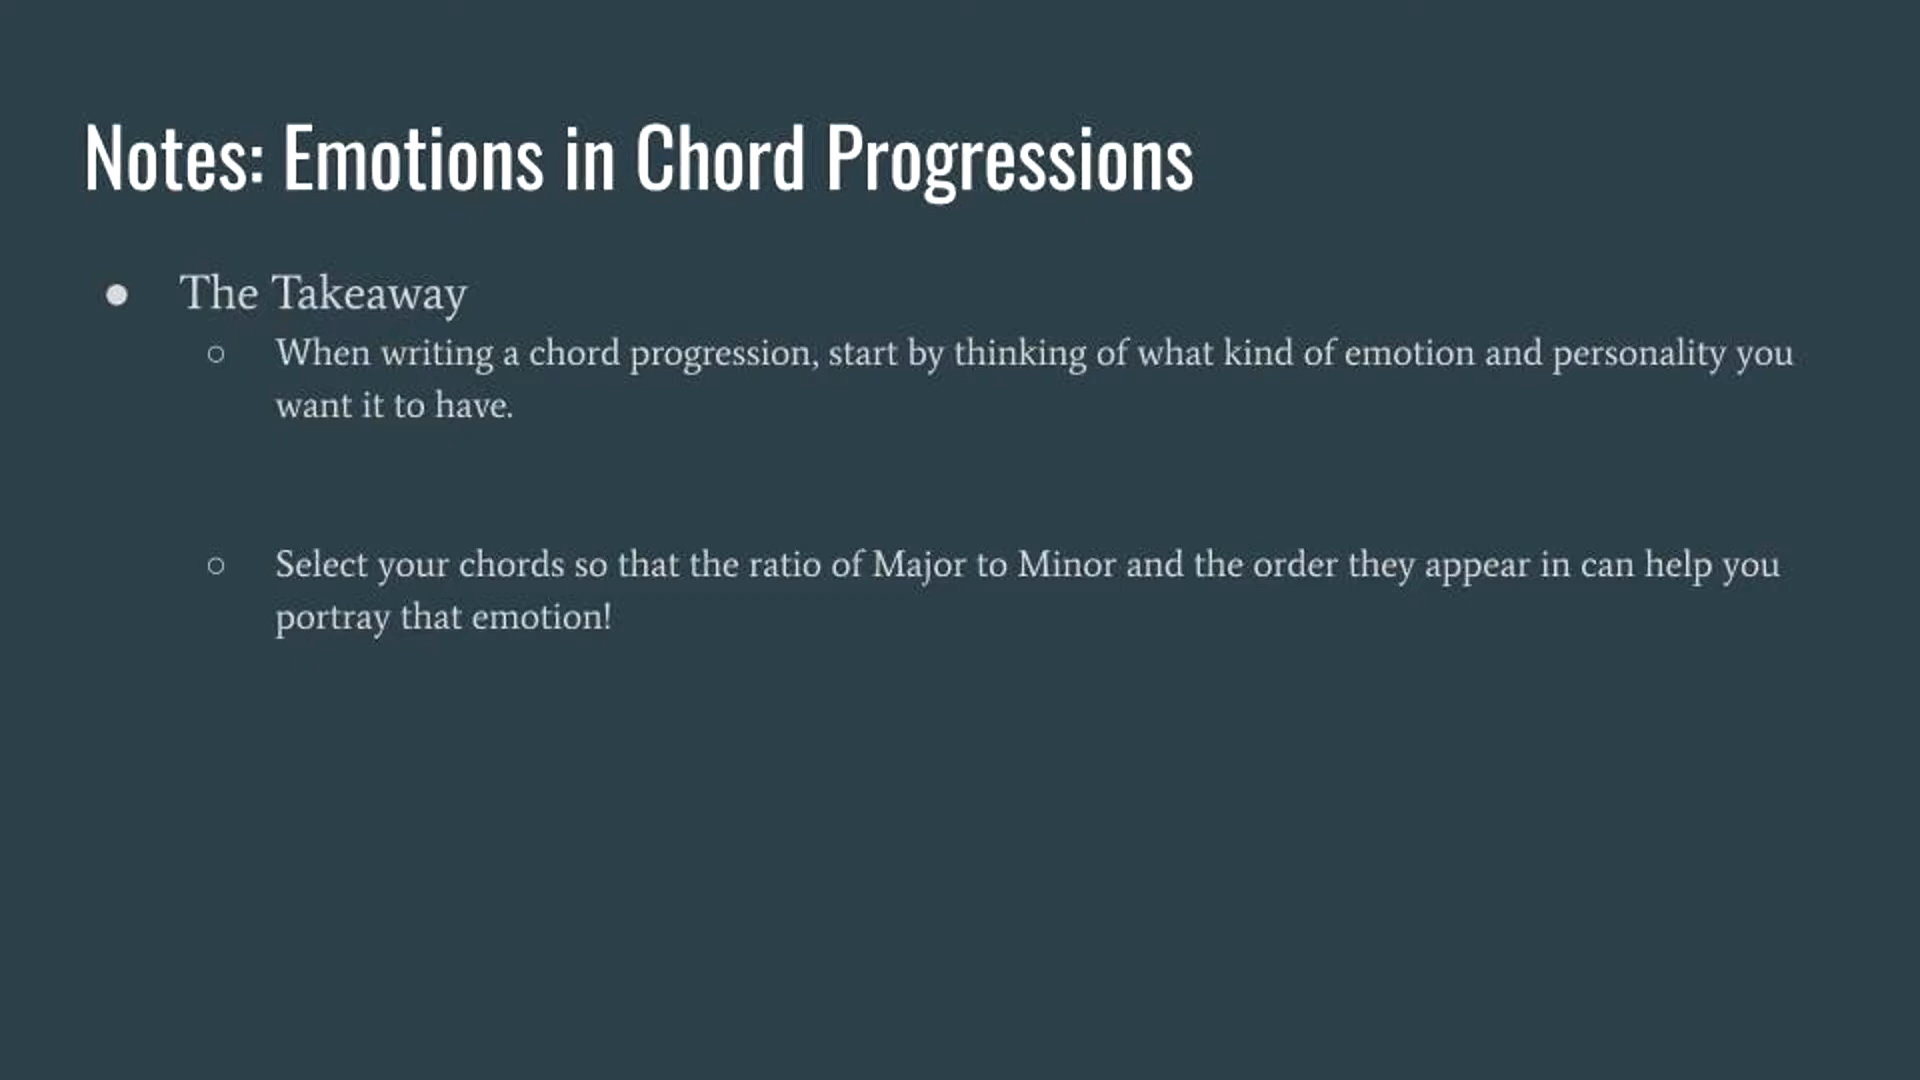 Notes: Emotions in Chord Progressions
● The Takeaway
○ When writing a chord progression, start by thinking of what kind of emotion and personality you
want it to have.
○ Select your chords so that the ratio of Major to Minor and the order they appear in can help you
portray that emotion!